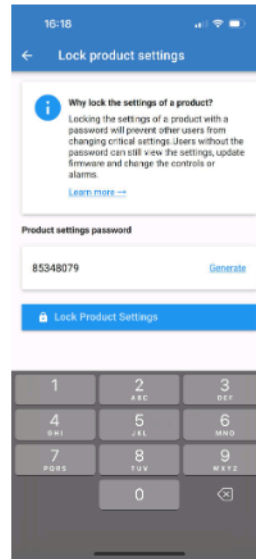 16:18
Lock product settings
Why lock the settings of a product?
Locking the settings of a product with a
password will prevent other users from
changing critical settings.Users without the
password can still view the settings, update
firmware and change the controls or
alarms.
Learn more →
Product settings password
85348079 Generate
Lock Product Settings
1 2 3
ABC DEF
4 5 6
GHI JKL MNO
7 8 9
PQRS TUV WXYZ
0